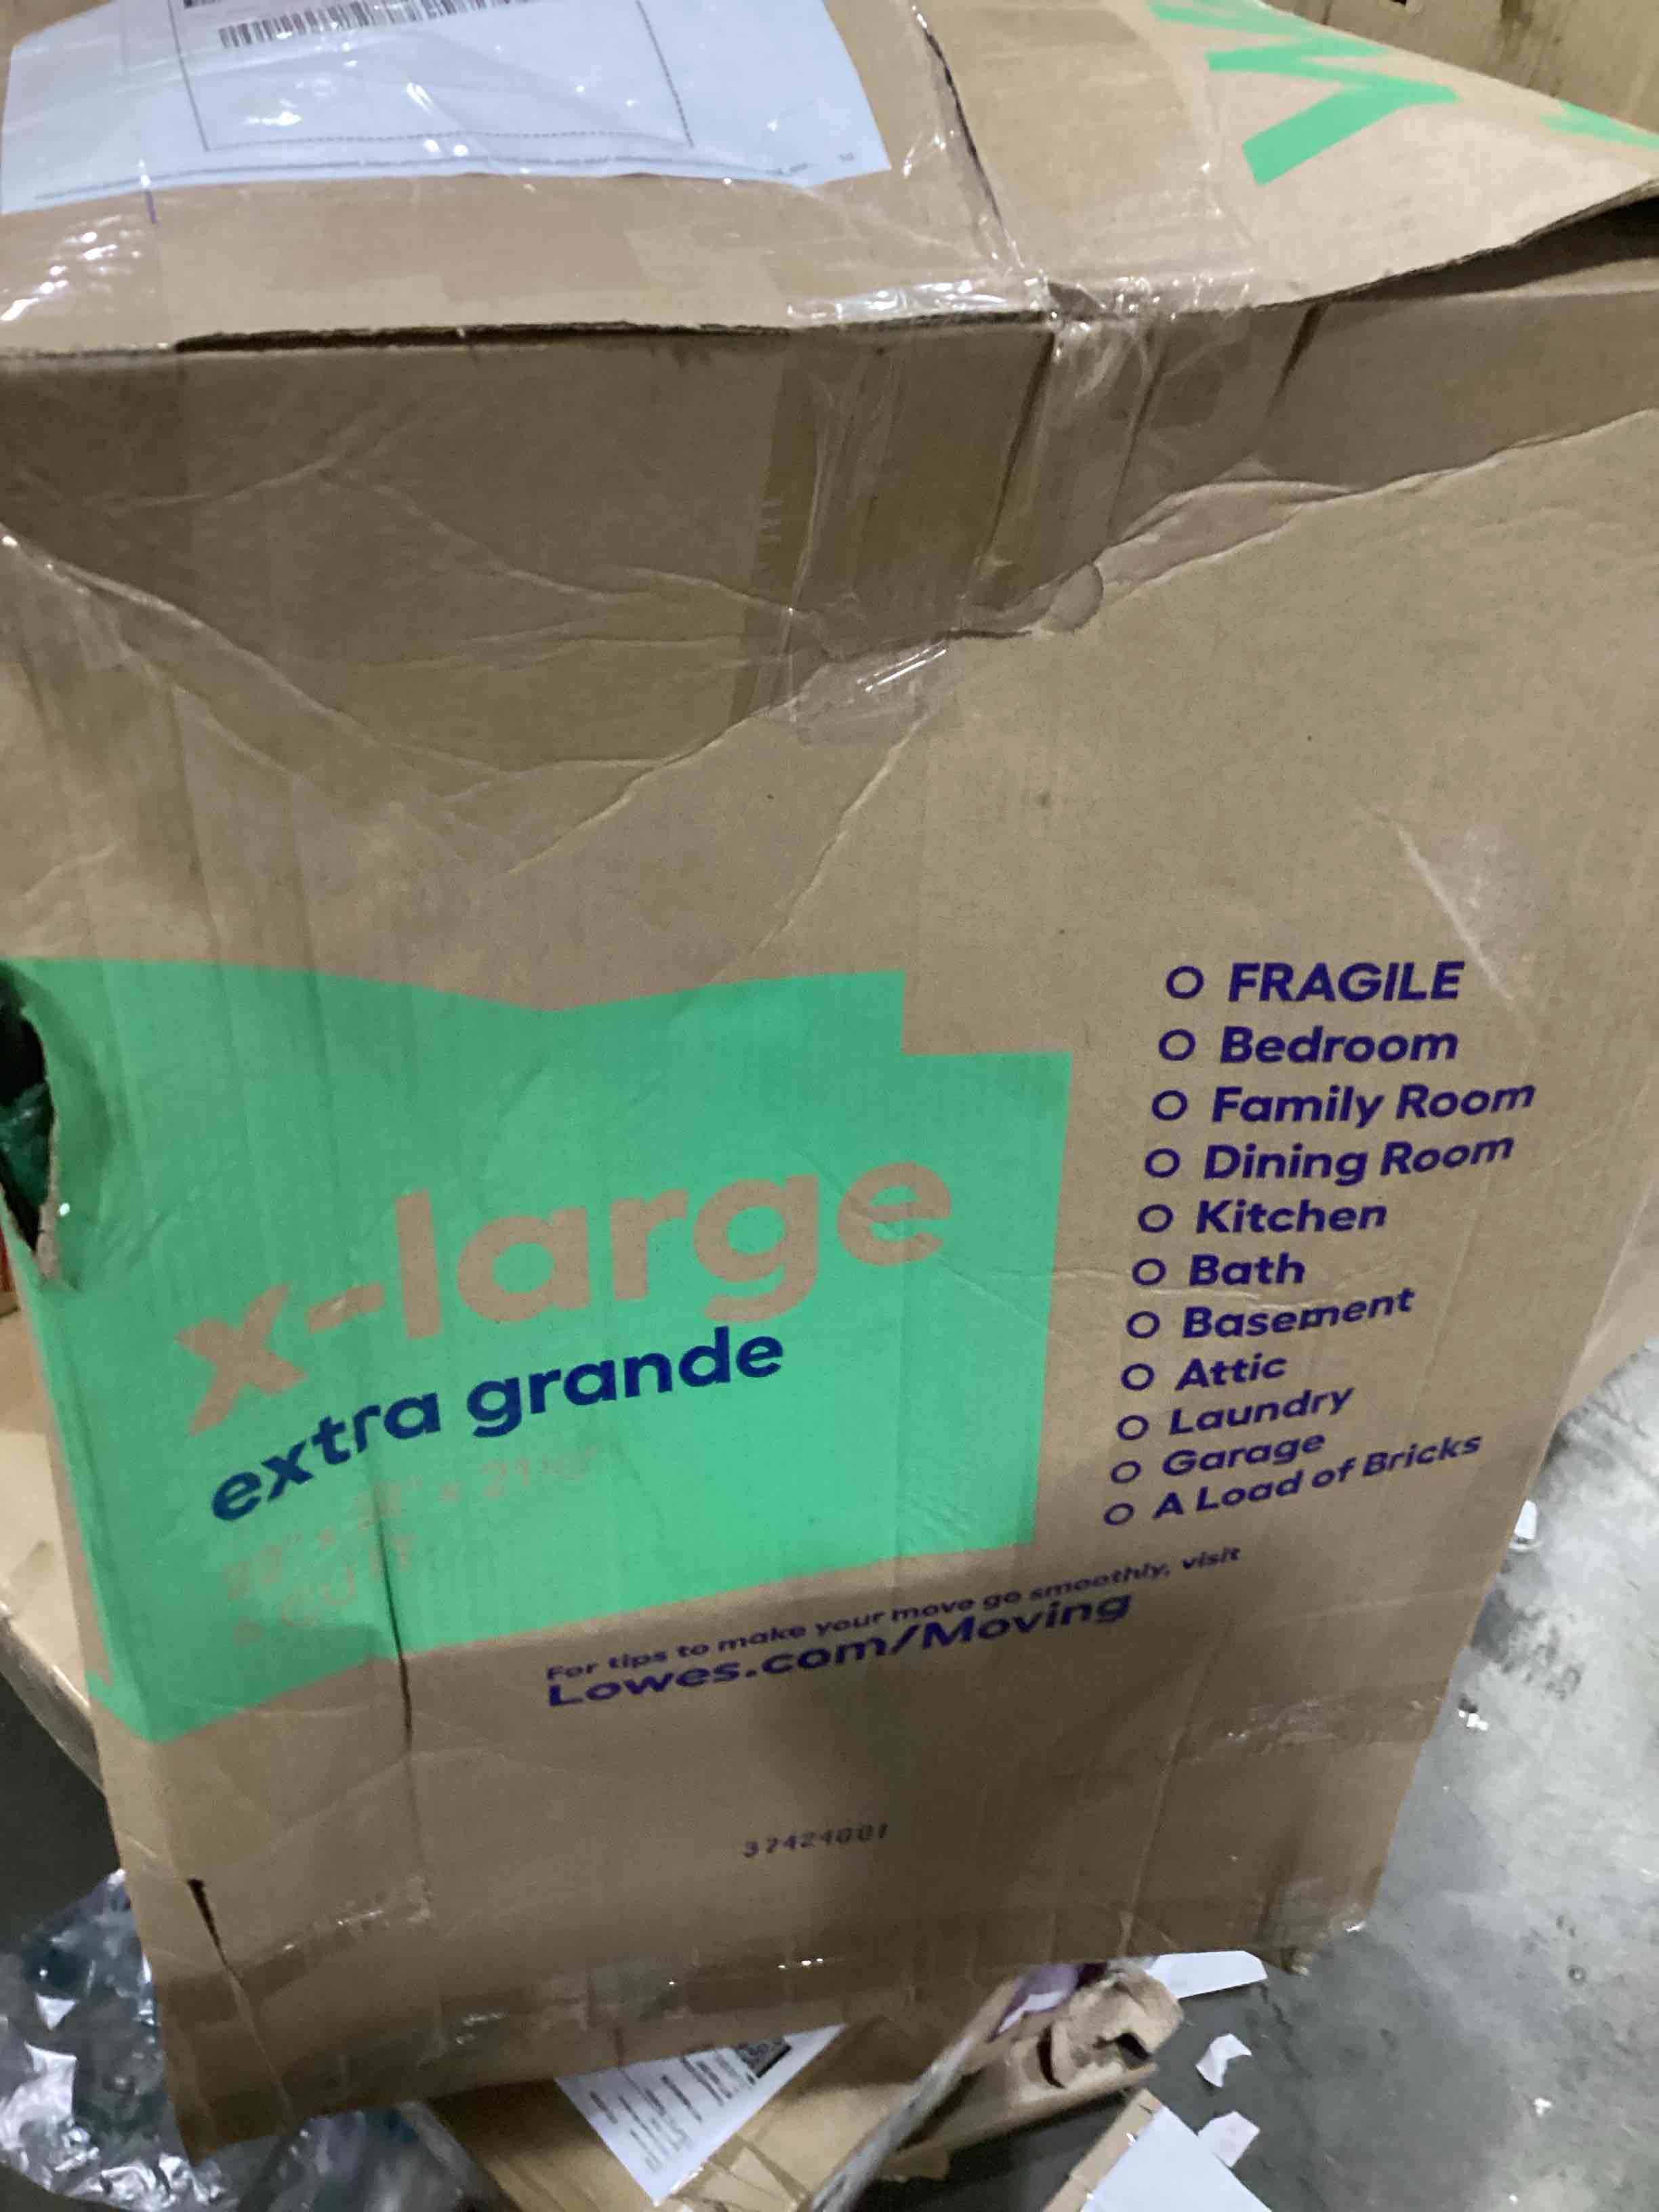 x-large
extra grande
FRAGILE
Bedroom
Family Room
Dining Room
Kitchen
Bath
Basement
Attic
Laundry
Garage
A Load of Bricks
For tips to make your move go smoothly, visit
Lowes.com/Moving
37424001